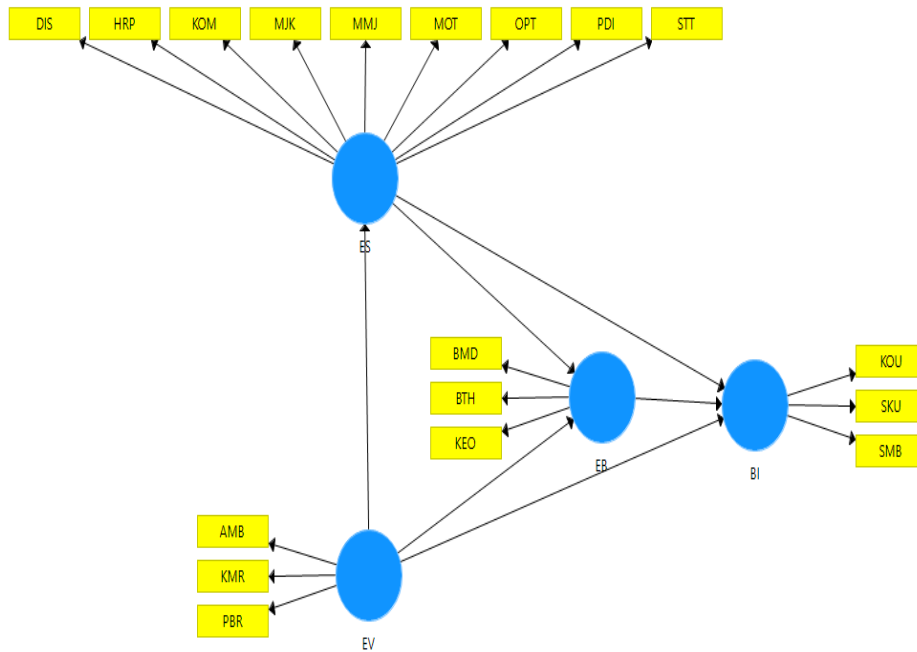 DIS HRP KOM MJK MMJ MOT OPT PDI STT
ES
BMD
BTH
KEO
EB
KOU
SKU
SMB
BI
AMB
KMR
PBR
EV